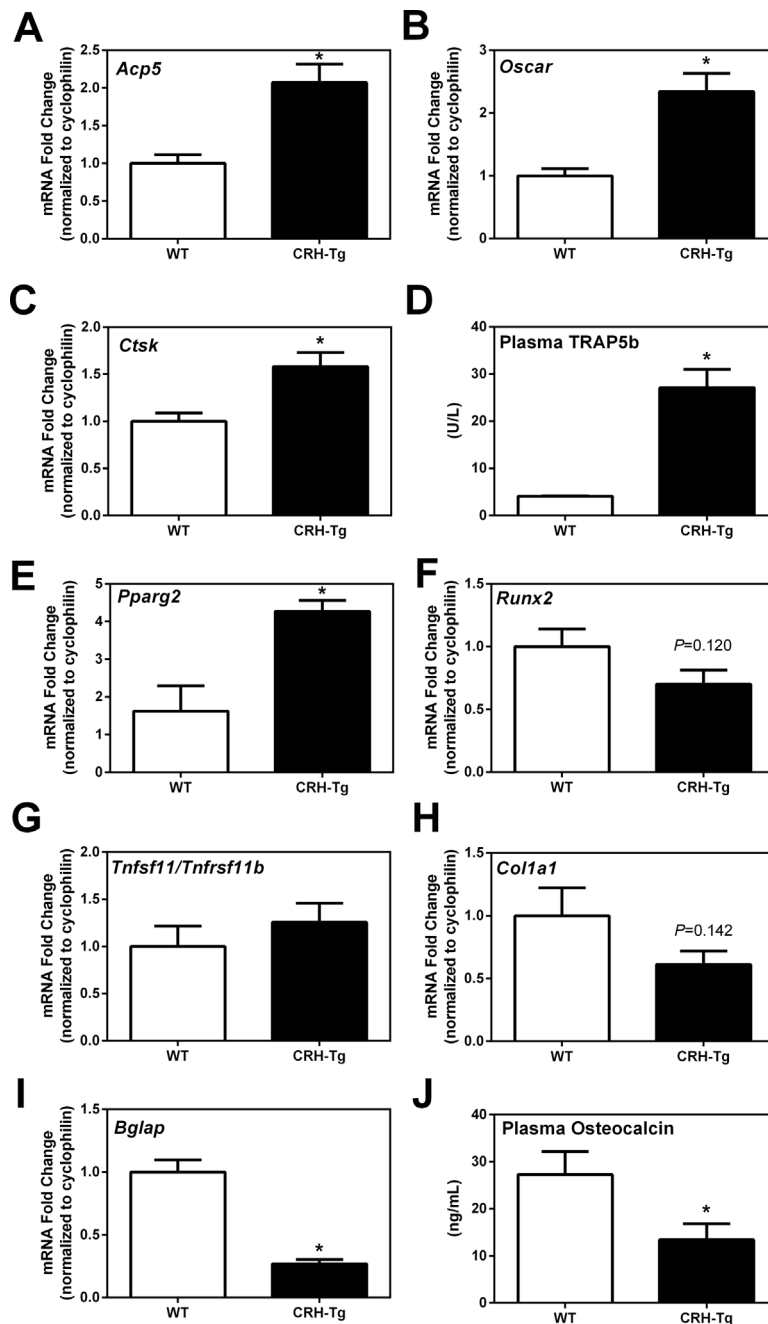 A
Acp5
*
mRNA Fold Change
(normalized to cyclophilin)
2.5
2.0
1.5
1.0
0.5
0.0
WT
CRH-Tg
B
Oscar
*
mRNA Fold Change
(normalized to cyclophilin)
3
2
1
0
WT
CRH-Tg
C
Ctsk
*
mRNA Fold Change
(normalized to cyclophilin)
2.0
1.5
1.0
0.5
0.0
WT
CRH-Tg
D
Plasma TRAP5b
*
(U/L)
40
30
20
10
0
WT
CRH-Tg
E
Pparg2
*
mRNA Fold Change
(normalized to cyclophilin)
5
4
2
1
0
WT
CRH-Tg
F
Runx2
P=0.120
mRNA Fold Change
(normalized to cyclophilin)
1.5
1.0
0.5
0.0
WT
CRH-Tg
G
Tnfsf11/Tnfrsf11b
mRNA Fold Change
(normalized to cyclophilin)
2.0
1.5
1.0
0.5
0.0
WT
CRH-Tg
H
Col1a1
P=0.142
mRNA Fold Change
(normalized to cyclophilin)
1.5
1.0
0.5
0.0
WT
CRH-Tg
I
Bglap
*
mRNA Fold Change
(normalized to cyclophilin)
1.5
1.0
0.5
0.0
WT
CRH-Tg
J
Plasma Osteocalcin
*
(ng/mL)
40
30
20
10
0
WT
CRH-Tg